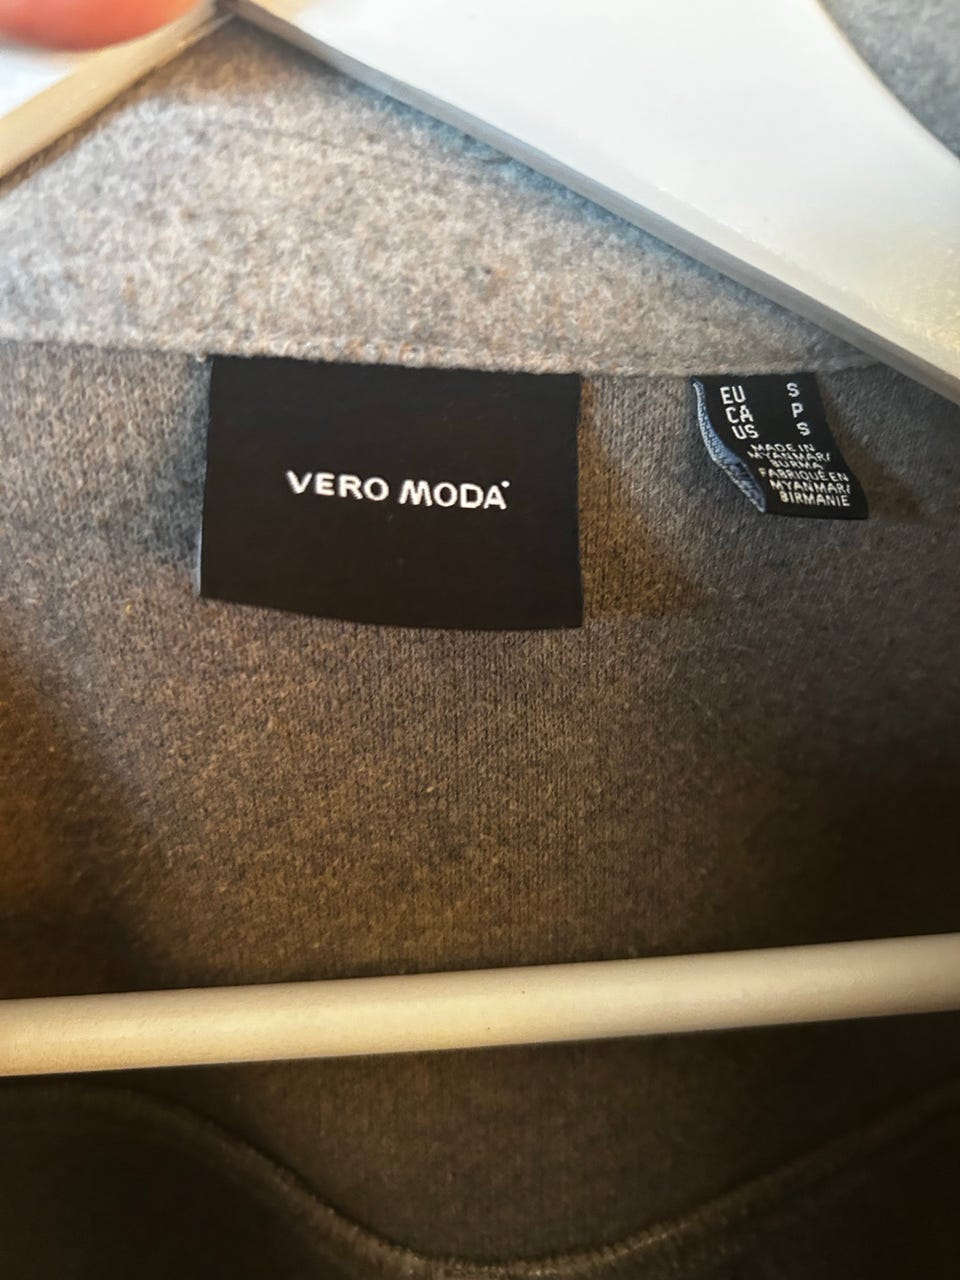 VERO MODA
EU S
CA P
US S
MADE IN
MYANMAR/
BURMA
FABRIQUÉ EN
MYANMAR/
BIRMANIE